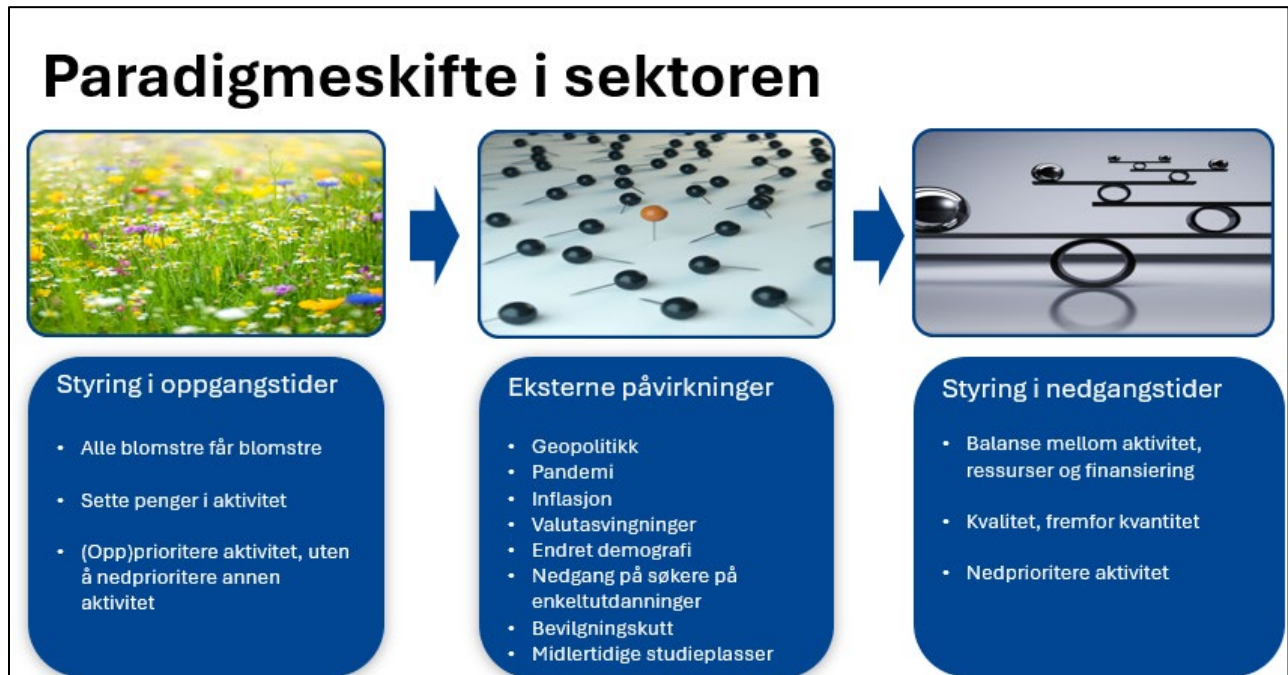 Paradigmeskifte i sektoren
Styring i oppgangstider
• Alle blomstre får blomstre
• Sette penger i aktivitet
• (Opp)prioritere aktivitet, uten
å nedprioritere annen
aktivitet
Eksterne påvirkninger
• Geopolitikk
• Pandemi
• Inflasjon
• Valutasvingninger
• Endret demografi
• Nedgang på søkere på
enkeltutdanninger
• Bevilgningskutt
• Midlertidige studieplasser
Styring i nedgangstider
• Balanse mellom aktivitet,
ressurser og finansiering
• Kvalitet, fremfor kvantitet
• Nedprioritere aktivitet